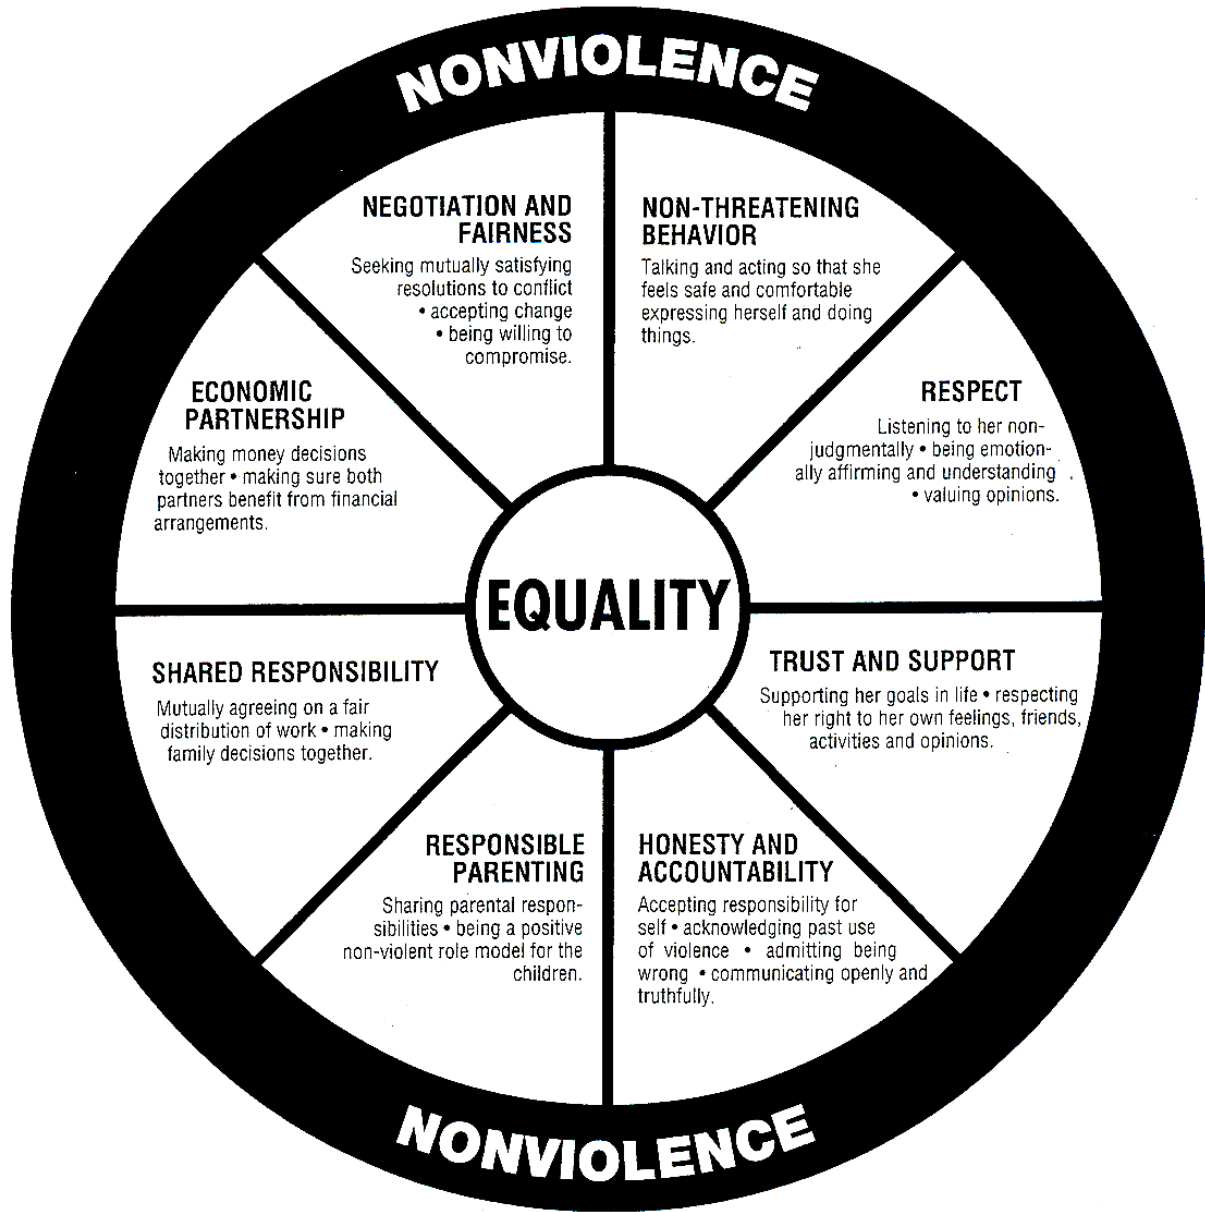 NONVIOLENCE
NEGOTIATION AND
FAIRNESS
Seeking mutually satisfying
resolutions to conflict
• accepting change
• being willing to
compromise.
NON-THREATENING
BEHAVIOR
Talking and acting so that she
feels safe and comfortable
expressing herself and doing
things.
ECONOMIC
PARTNERSHIP
Making money decisions
together • making sure both
partners benefit from financial
arrangements.
RESPECT
Listening to her non-
judgmentally • being emotion-
ally affirming and understanding
• valuing opinions.
EQUALITY
SHARED RESPONSIBILITY
Mutually agreeing on a fair
distribution of work • making
family decisions together.
TRUST AND SUPPORT
Supporting her goals in life • respecting
her right to her own feelings, friends,
activities and opinions.
RESPONSIBLE
PARENTING
Sharing parental respon-
sibilities • being a positive
non-violent role model for the
children.
HONESTY AND
ACCOUNTABILITY
Accepting responsibility for
self • acknowledging past use
of violence • admitting being
wrong • communicating openly and
truthfully.
NONVIOLENCE